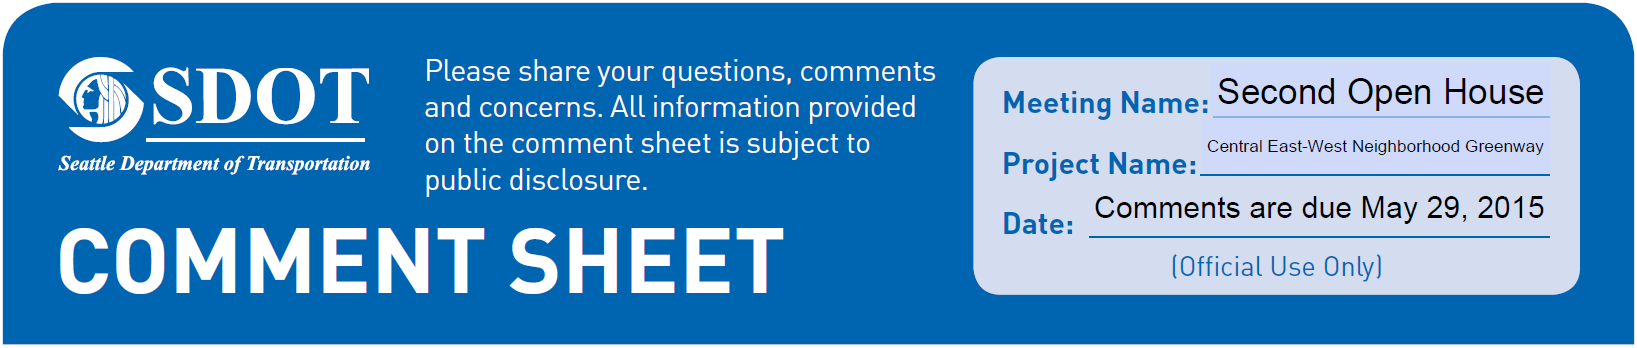 SDOT
Seattle Department of Transportation
Please share your questions, comments
and concerns. All information provided
on the comment sheet is subject to
public disclosure.
COMMENT SHEET
Meeting Name: Second Open House
Project Name: Central East-West Neighborhood Greenway
Date: Comments are due May 29, 2015
(Official Use Only)